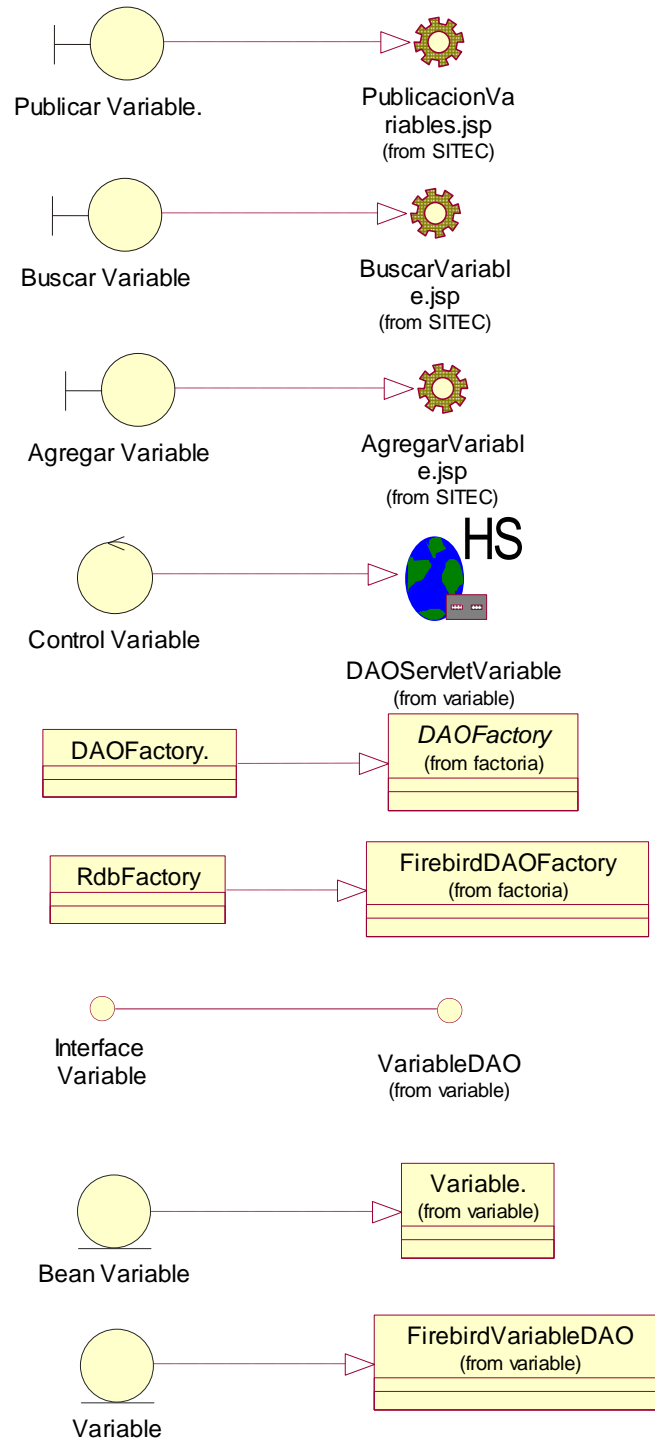 Publicar Variable.
PublicacionVa
riables.jsp
(from SITEC)
Buscar Variable
BuscarVariabl
e.jsp
(from SITEC)
Agregar Variable
AgregarVariabl
e.jsp
(from SITEC)
Control Variable
HS
DAOServletVariable
(from variable)
DAOFactory.
DAOFactory
(from factoria)
RdbFactory
FirebirdDAOFactory
(from factoria)
Interface
Variable
VariableDAO
(from variable)
Bean Variable
Variable.
(from variable)
Variable
FirebirdVariableDAO
(from variable)